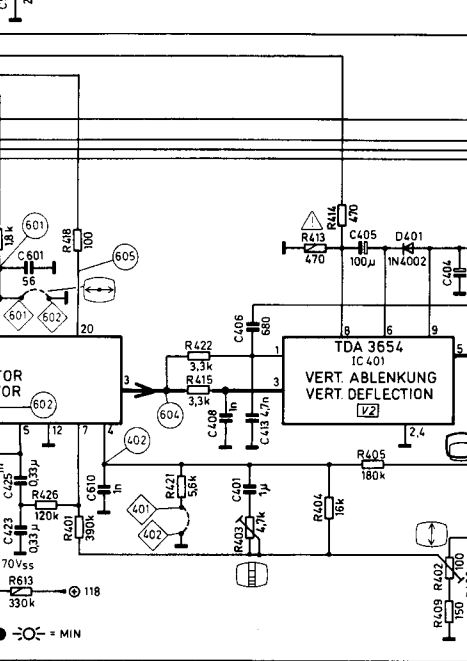 601
1,8k
R418
100
C601
56
605
601
602
20
R414
470
R413
470
C405
100µ
D401
1N4002
C404
8
6
9
C406
680
TDA 3654
IC 401
VERT. ABLENKUNG
VERT. DEFLECTION
V2
1
3
5
2,4
R422
3,3k
R415
3,3k
3
604
C408
1n
C413 4,7n
TOR
TOR
602
5
12
7
4
402
C425
0,33µ
R426
120k
C423
0,33µ
R401
390k
C610
1n
R421
5,6k
401
402
C401
1µ
R403
4,7k
R404
16k
R405
180k
R402
100
R409
150
70Vss
R613
330k
118
= MIN